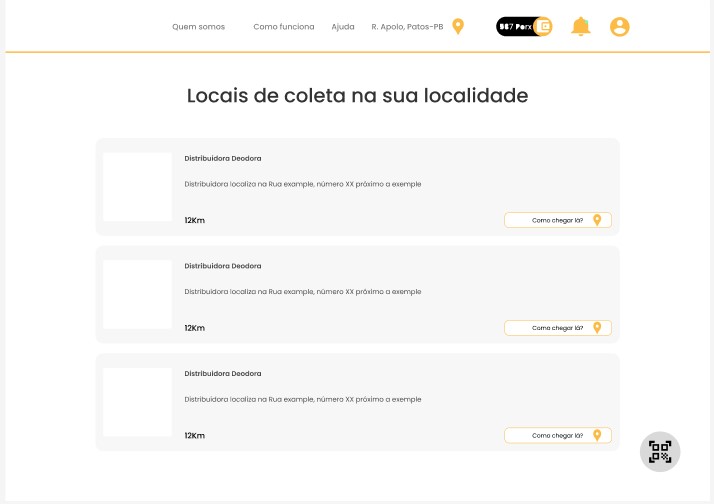 Quem somos
Como funciona
Ajuda
R. Apolo, Patos-PB
567 Perx
Locais de coleta na sua localidade
Distribuidora Deodora
Distribuidora localiza na Rua example, número XX próximo a exemple
12Km
Como chegar lá?
Distribuidora Deodora
Distribuidora localiza na Rua example, número XX próximo a exemple
12Km
Como chegar lá?
Distribuidora Deodora
Distribuidora localiza na Rua example, número XX próximo a exemple
12Km
Como chegar lá?